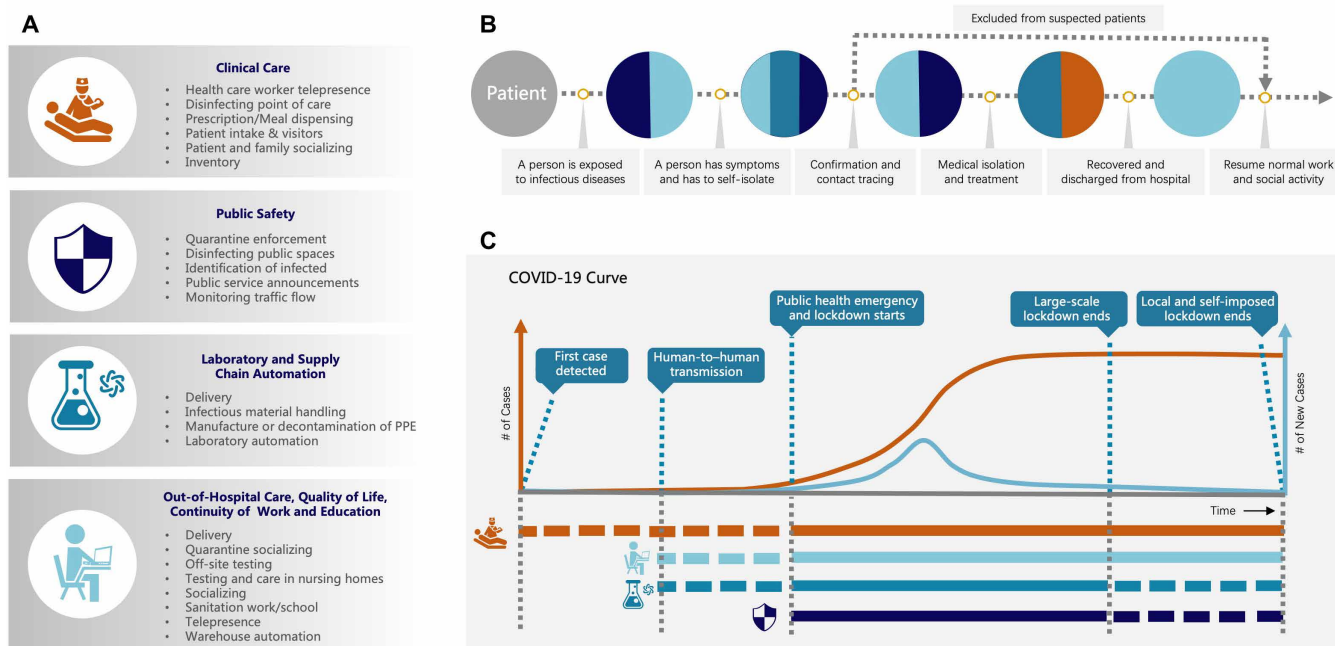 A
Clinical Care
• Health care worker telepresence
• Disinfecting point of care
• Prescription/Meal dispensing
• Patient intake & visitors
• Patient and family socializing
• Inventory
Public Safety
• Quarantine enforcement
• Disinfecting public spaces
• Identification of infected
• Public service announcements
• Monitoring traffic flow
Laboratory and Supply
Chain Automation
• Delivery
• Infectious material handling
• Manufacture or decontamination of PPE
• Laboratory automation
Out-of-Hospital Care, Quality of Life,
Continuity of Work and Education
• Delivery
• Quarantine socializing
• Off-site testing
• Testing and care in nursing homes
• Socializing
• Sanitation work/school
• Telepresence
• Warehouse automation
B
Excluded from suspected patients
Patient
A person is exposed
to infectious diseases
A person has symptoms
and has to self-isolate
Confirmation and
contact tracing
Medical isolation
and treatment
Recovered and
discharged from hospital
Resume normal work
and social activity
C
COVID-19 Curve
First case
detected
Human-to–human
transmission
Public health emergency
and lockdown starts
Large-scale
lockdown ends
Local and self-imposed
lockdown ends
# of Cases
# of New Cases
Time